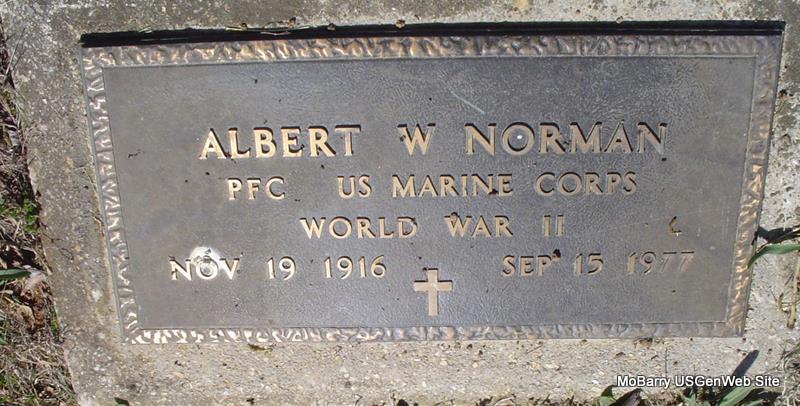 ALBERT W NORMAN
PFC US MARINE CORPS
WORLD WAR II
NOV 19 1916 SEP 15 1977
MoBarry USGenWeb Site